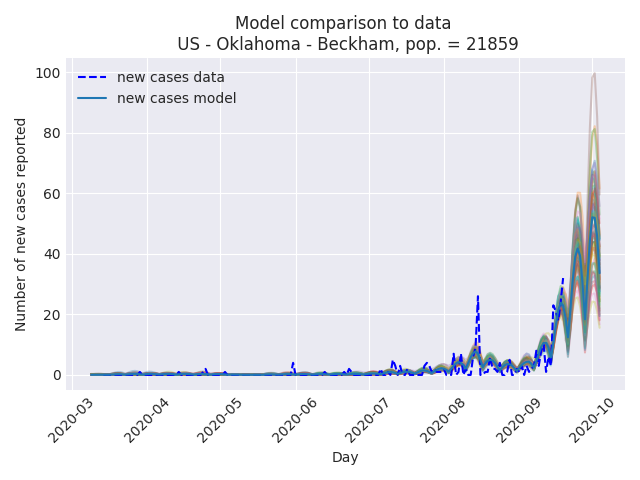 Model comparison to data
US - Oklahoma - Beckham, pop. = 21859
new cases data
new cases model
Number of new cases reported
100
80
60
40
20
0
2020-03
2020-04
2020-05
2020-06
2020-07
2020-08
2020-09
2020-10
Day